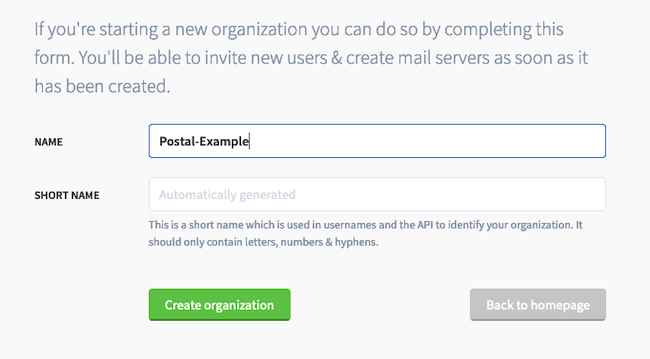 If you're starting a new organization you can do so by completing this
form. You'll be able to invite new users & create mail servers as soon as it
has been created.
NAME
Postal-Example
SHORT NAME
Automatically generated
This is a short name which is used in usernames and the API to identify your organization. It
should only contain letters, numbers & hyphens.
Create organization
Back to homepage